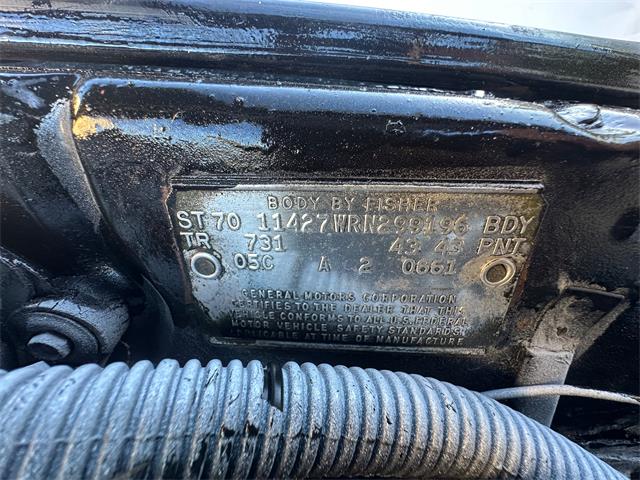 BODY BY FISHER
ST 70 11427WRN299196 BDY
TR 731 43 43 PNT
05C A 2 0661
GENERAL MOTORS CORPORATION
CERTIFIES TO THE DEALER THAT THIS
VEHICLE CONFORMS TO ALL U.S. FEDERAL
MOTOR VEHICLE SAFETY STANDARDS
APPLICABLE AT TIME OF MANUFACTURE